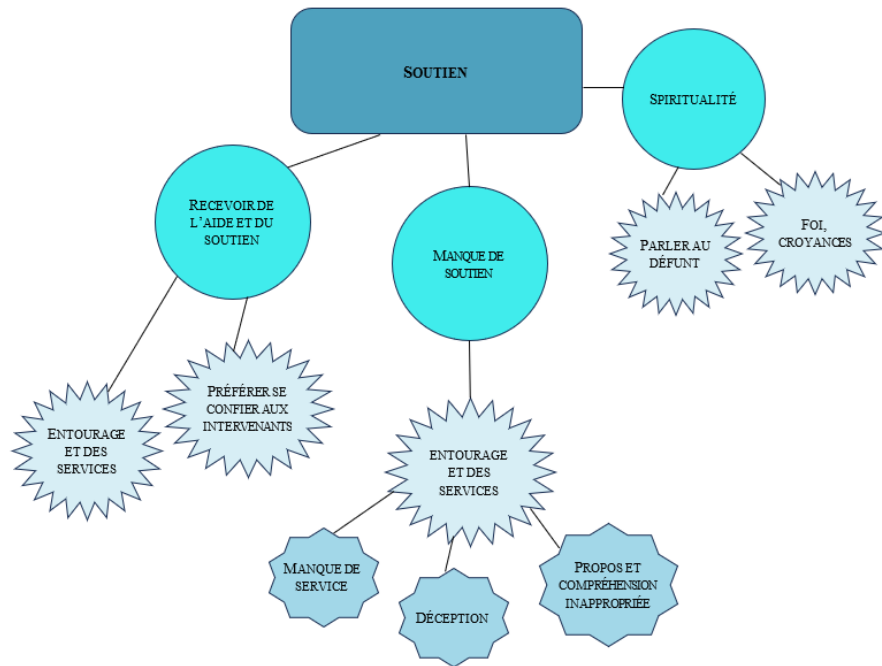 SOUTIEN
SPIRITUALITÉ
RECEVOIR DE
L'AIDE ET DU
SOUTIEN
MANQUE DE
SOUTIEN
PARLER AU
DÉFUNT
FOI,
CROYANCES
ENTOURAGE
ET DES
SERVICES
PRÉFÉRER SE
CONFIER AUX
INTERVENANTS
ENTOURAGE
ET DES
SERVICES
MANQUE DE
SERVICE
DÉCEPTION
PROPOS ET
COMPRÉHENSION
INAPPROPRIÉE